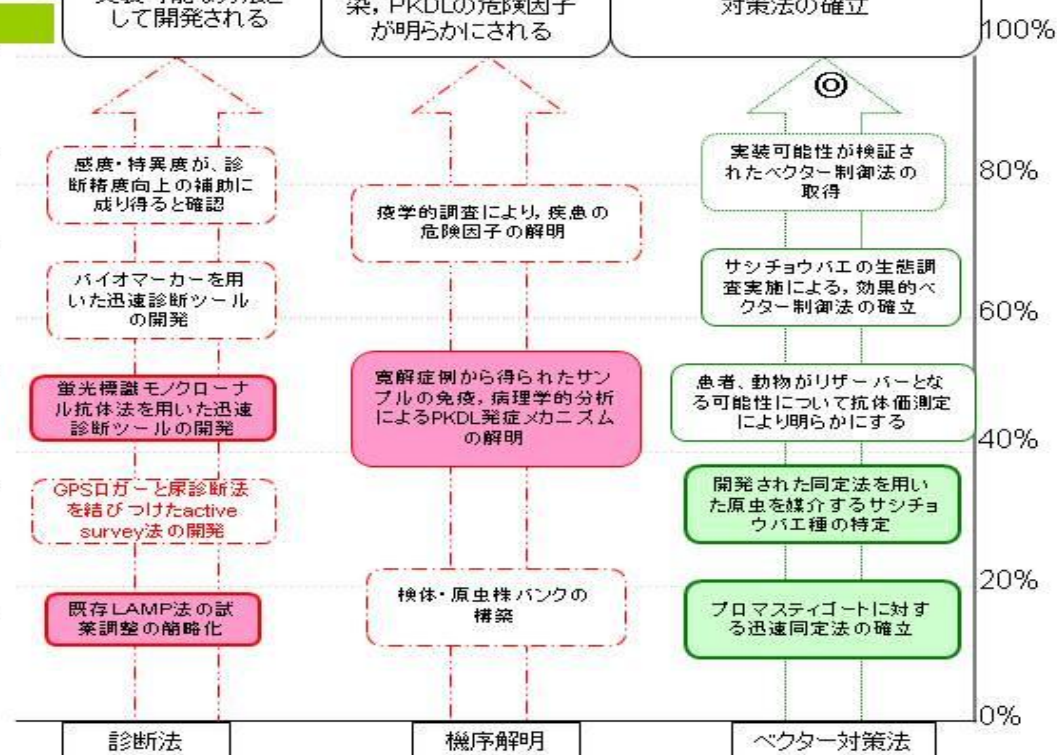 して開発される
染，PKDLの危険因子
が明らかにされる
対策法の確立
100%
感度・特異度が、診
断精度向上の補助に
成り得ると確認
バイオマーカーを用
いた迅速診断ツール
の開発
蛍光標識モノクローナ
ル抗体法を用いた迅速
診断ツールの開発
GPSロガーと尿診断法
を結びつけたactive
survey法の開発
既存LAMP法の試
薬調整の簡略化
診断法
疫学的調査により，疾患の
危険因子の解明
寛解症例から得られたサン
プルの免疫，病理学的分析
によるPKDL発症メカニズム
の解明
検体・原虫株バンクの
構築
機序解明
◎
実装可能性が検証さ
れたベクター制御法の
取得
サシチョウバエの生態調
査実施による，効果的ベ
クター制御法の確立
患者、動物がリザーバーとな
る可能性について抗体価測定
により明らかにする
開発された同定法を用い
た原虫を媒介するサシチョ
ウバエ種の特定
プロマスティゴートに対す
る迅速同定法の確立
ベクター対策法
80%
60%
40%
20%
0%